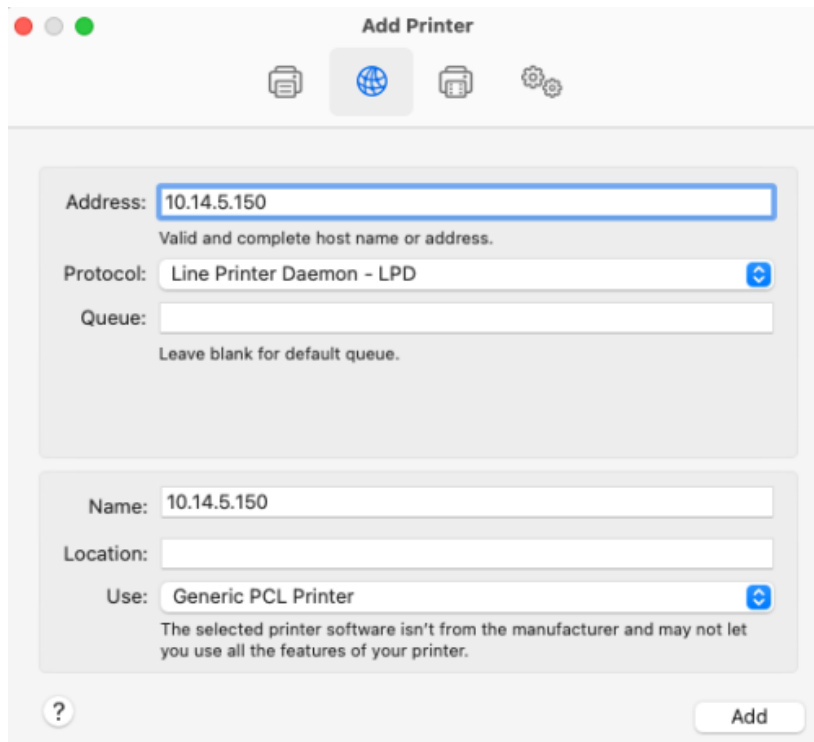 Add Printer
Address: 10.14.5.150
Valid and complete host name or address.
Protocol: Line Printer Daemon - LPD
Queue:
Leave blank for default queue.
Name: 10.14.5.150
Location:
Use: Generic PCL Printer
The selected printer software isn't from the manufacturer and may not let
you use all the features of your printer.
? Add